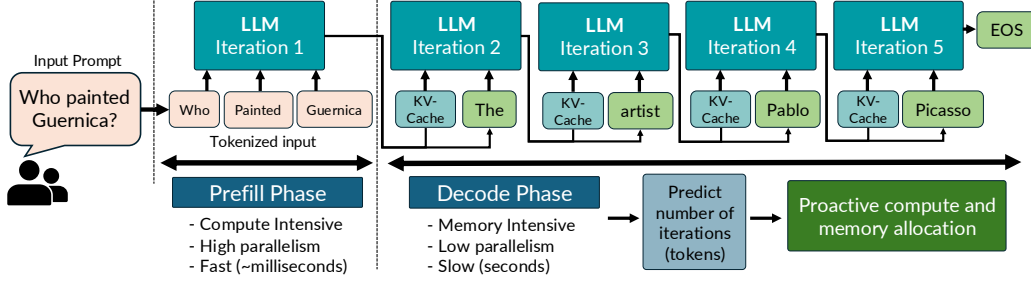 Input Prompt
Who painted
Guernica?
LLM
Iteration 1
Who
Painted
Guernica
Tokenized input
LLM
Iteration 2
KV-
Cache
The
LLM
Iteration 3
KV-
Cache
artist
LLM
Iteration 4
KV-
Cache
Pablo
LLM
Iteration 5
KV-
Cache
Picasso
EOS
Prefill Phase
- Compute Intensive
- High parallelism
- Fast (~milliseconds)
Decode Phase
- Memory Intensive
- Low parallelism
- Slow (seconds)
Predict
number of
iterations
(tokens)
Proactive compute and
memory allocation